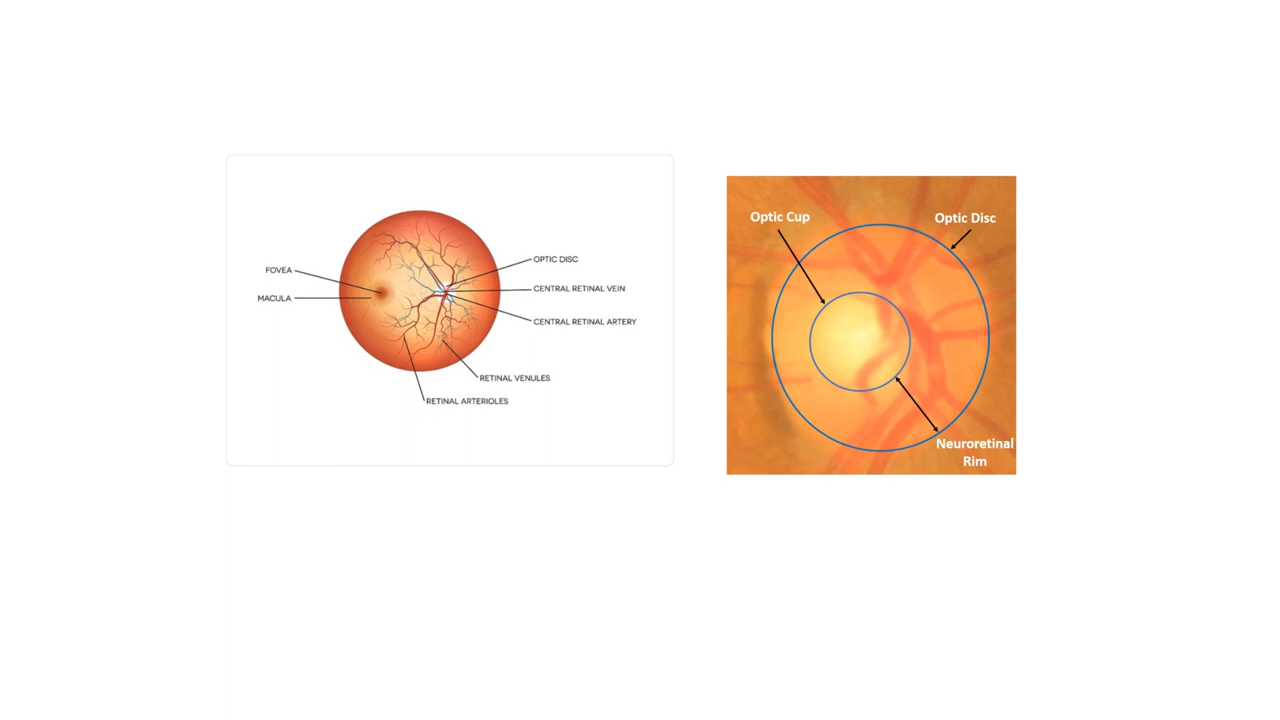 FOVEA
MACULA
OPTIC DISC
CENTRAL RETINAL VEIN
CENTRAL RETINAL ARTERY
RETINAL VENULES
RETINAL ARTERIOLES
Optic Cup
Optic Disc
Neuroretinal
Rim